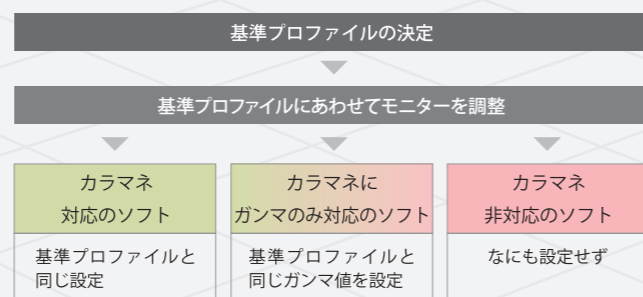 基準プロファイルの決定
基準プロファイルにあわせてモニターを調整
カラマネ
対応のソフト
基準プロファイルと
同じ設定
カラマネに
ガンマのみ対応のソフト
基準プロファイルと
同じガンマ値を設定
カラマネ
非対応のソフト
なにも設定せず